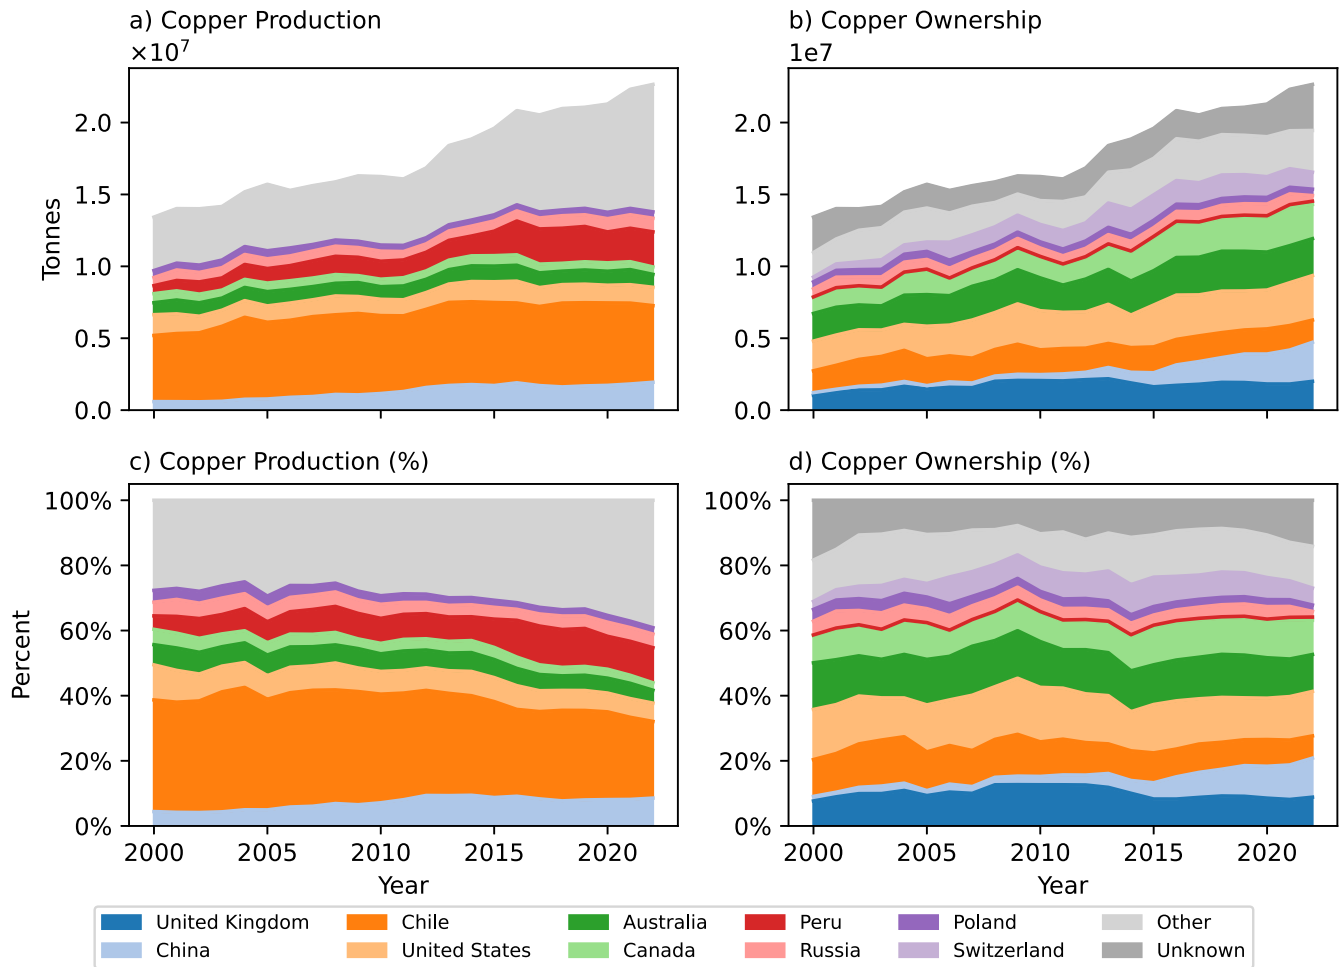 a) Copper Production
×10⁷
b) Copper Ownership
1e7
Tonnes
2.0
1.5
1.0
0.5
0.0
2.0
1.5
1.0
0.5
0.0
c) Copper Production (%)
d) Copper Ownership (%)
Percent
100%
80%
60%
40%
20%
0%
100%
80%
60%
40%
20%
0%
2000 2005 2010 2015 2020
2000 2005 2010 2015 2020
Year
Year
United Kingdom Chile Australia Peru Poland Other
China United States Canada Russia Switzerland Unknown